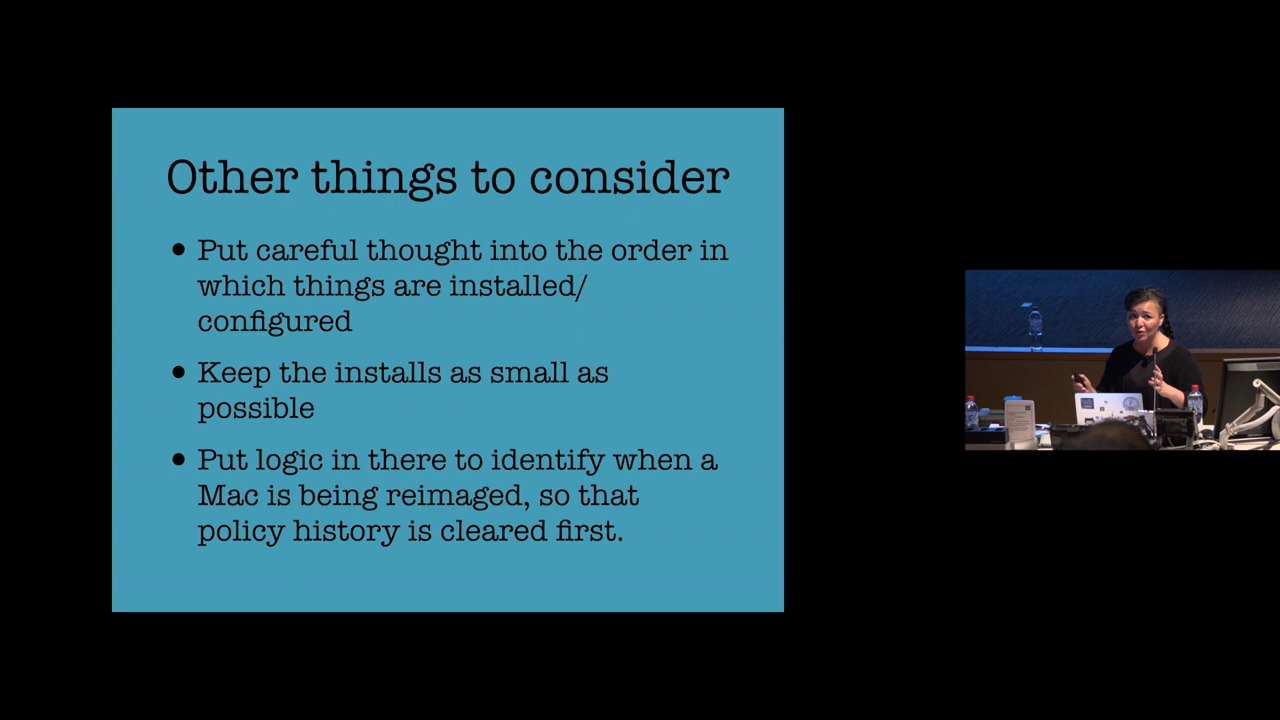 Other things to consider
• Put careful thought into the order in
which things are installed/
configured
• Keep the installs as small as
possible
• Put logic in there to identify when a
Mac is being reimaged, so that
policy history is cleared first.